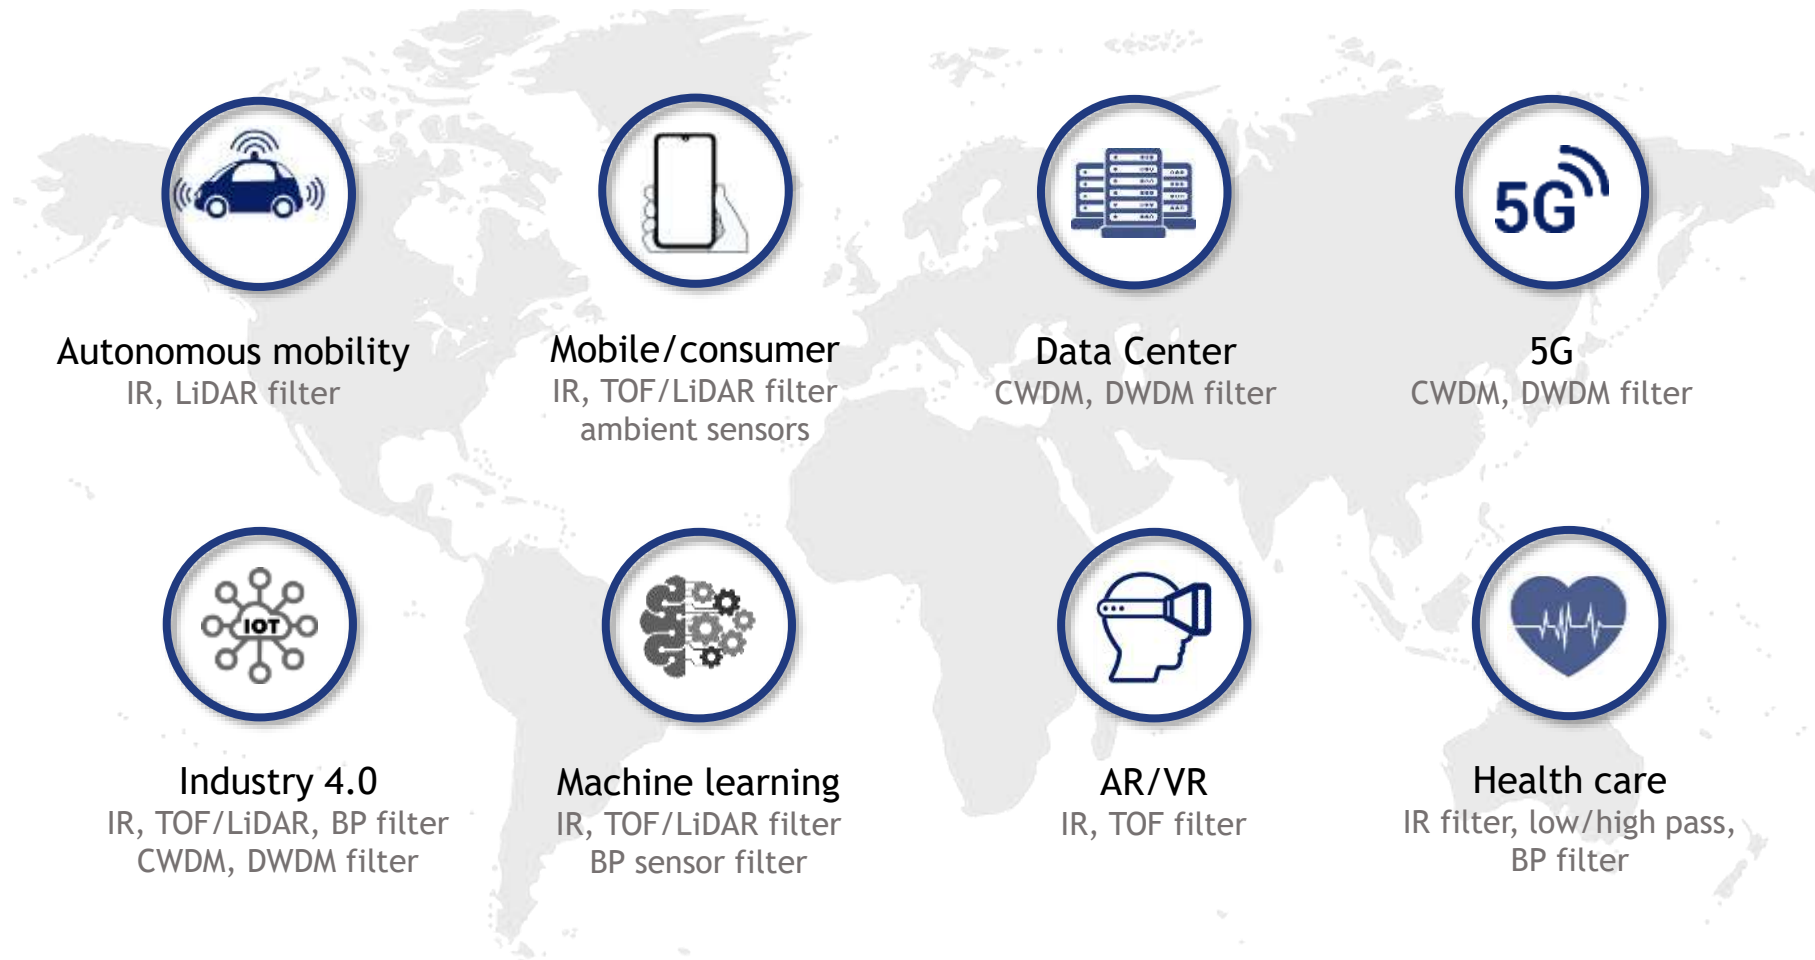 5G
Autonomous mobility
IR, LiDAR filter
Mobile/consumer
IR, TOF/LiDAR filter
ambient sensors
Data Center
CWDM, DWDM filter
5G
CWDM, DWDM filter
IOT
Industry 4.0
IR, TOF/LiDAR, BP filter
CWDM, DWDM filter
Machine learning
IR, TOF/LiDAR filter
BP sensor filter
AR/VR
IR, TOF filter
Health care
IR filter, low/high pass,
BP filter